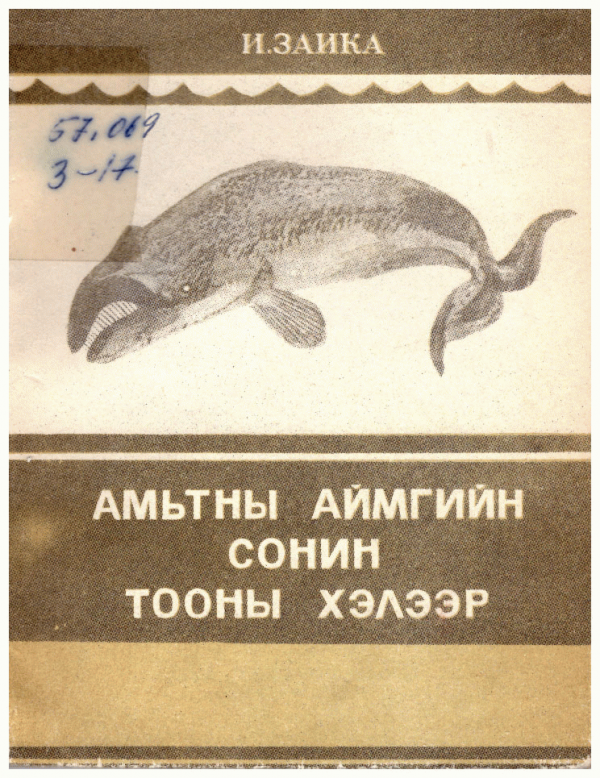 И.ЗАИКА
57.069
З-17.
АМЬТНЫ АЙМГИЙН
СОНИН
ТООНЫ ХЭЛЭЭР